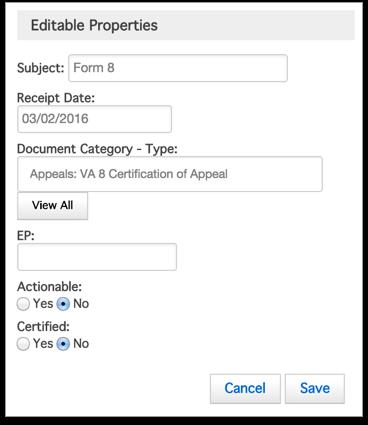 Editable Properties
Subject: Form 8
Receipt Date:
03/02/2016
Document Category - Type:
Appeals: VA 8 Certification of Appeal
View All
EP:
Actionable:
Yes No
Certified:
Yes No
Cancel Save